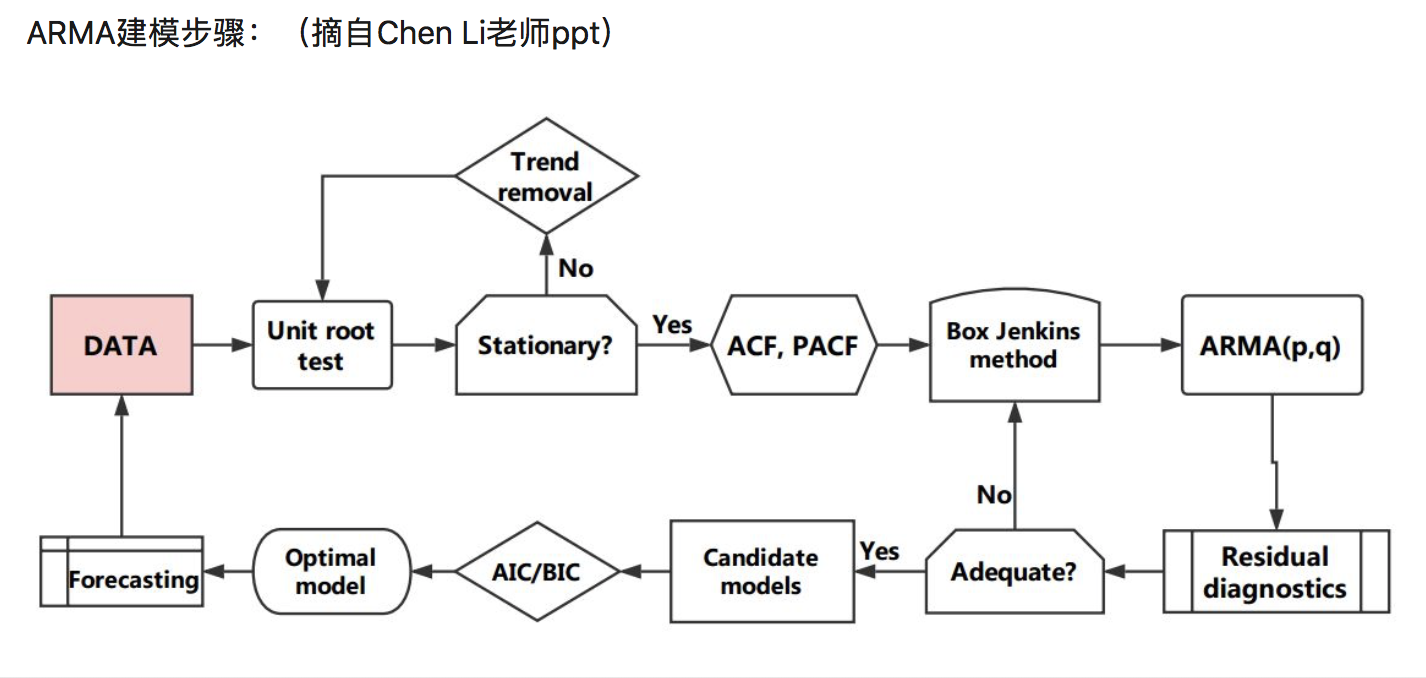 ARMA建模步骤：（摘自Chen Li老师ppt）
Trend
removal
No
DATA
Unit root
test
Stationary?
Yes
ACF, PACF
Box Jenkins
method
ARMA(p,q)
No
Forecasting
Optimal
model
AIC/BIC
Candidate
models
Yes
Adequate?
Residual
diagnostics